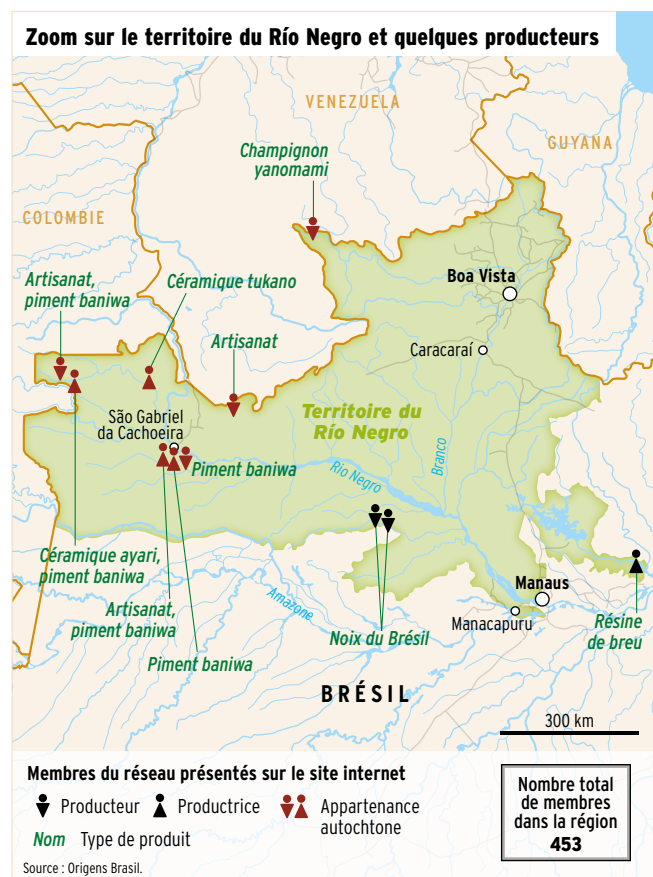 Zoom sur le territoire du Río Negro et quelques producteurs
VENEZUELA
GUYANA
COLOMBIE
Champignon
yanomami
Boa Vista
Artisanat,
piment baniwa
Céramique tukano
Artisanat
Caracaraí
São Gabriel
da Cachoeira
Territoire du
Río Negro
Branco
Piment baniwa
Río Negro
Céramique ayari,
piment baniwa
Artisanat,
piment baniwa
Piment baniwa
Amazone
Noix du Brésil
Manaus
Manacapuru
Résine
de breu
BRÉSIL
300 km
Membres du réseau présentés sur le site internet
Producteur
Productrice
Appartenance
autochtone
Nom Type de produit
Nombre total
de membres
dans la région
453
Source : Origens Brasil.